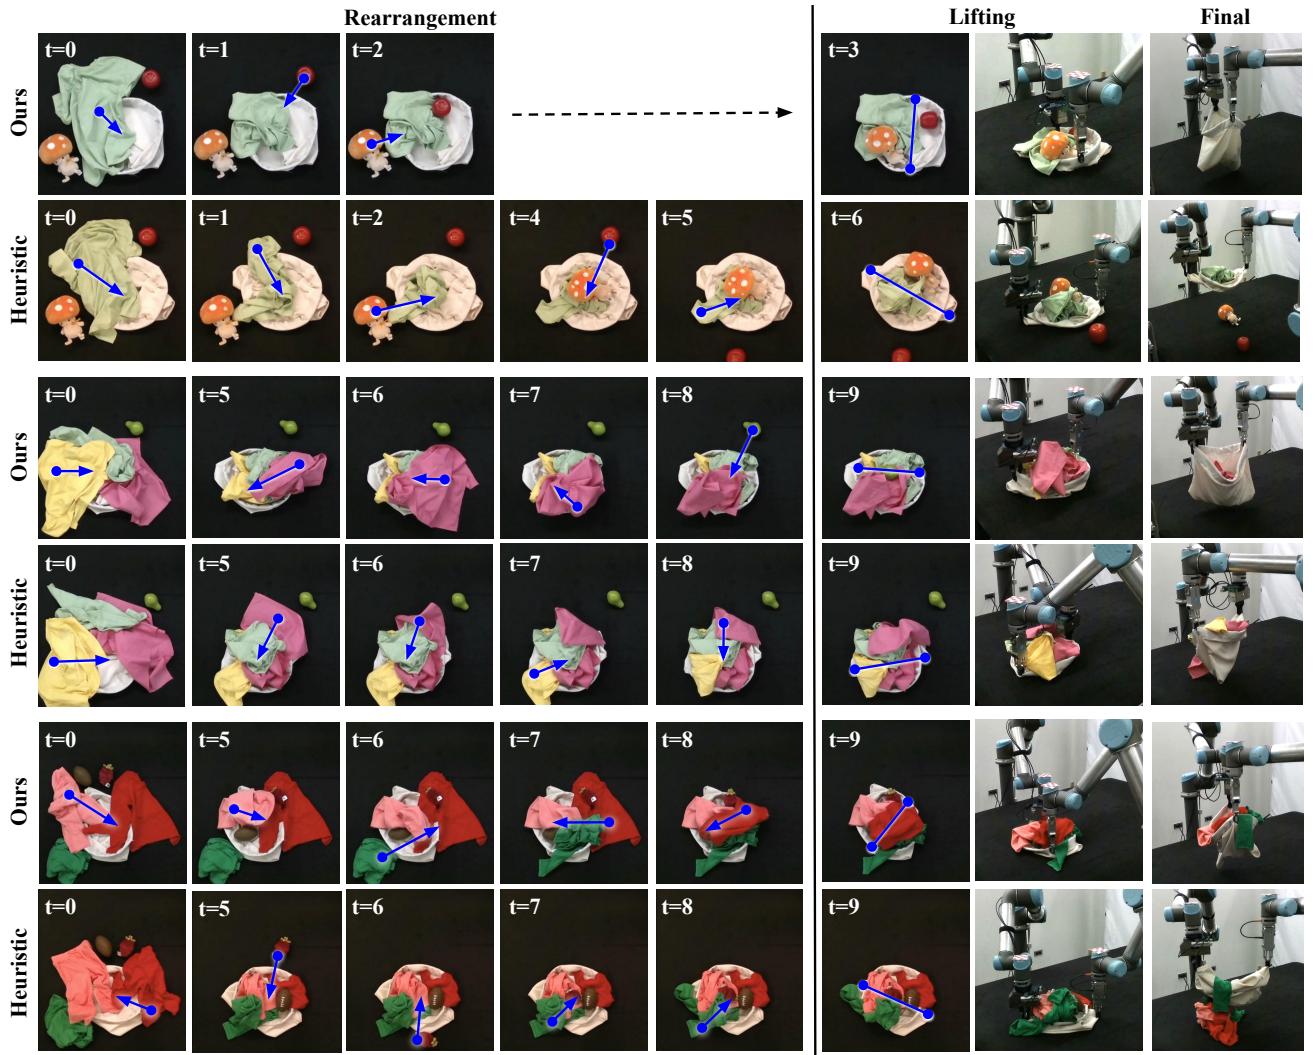 Rearrangement Lifting Final
Ours
t=0 t=1 t=2 t=3
Heuristic
t=0 t=1 t=2 t=4 t=5 t=6
Ours
t=0 t=5 t=6 t=7 t=8 t=9
Heuristic
t=0 t=5 t=6 t=7 t=8 t=9
Ours
t=0 t=5 t=6 t=7 t=8 t=9
Heuristic
t=0 t=5 t=6 t=7 t=8 t=9